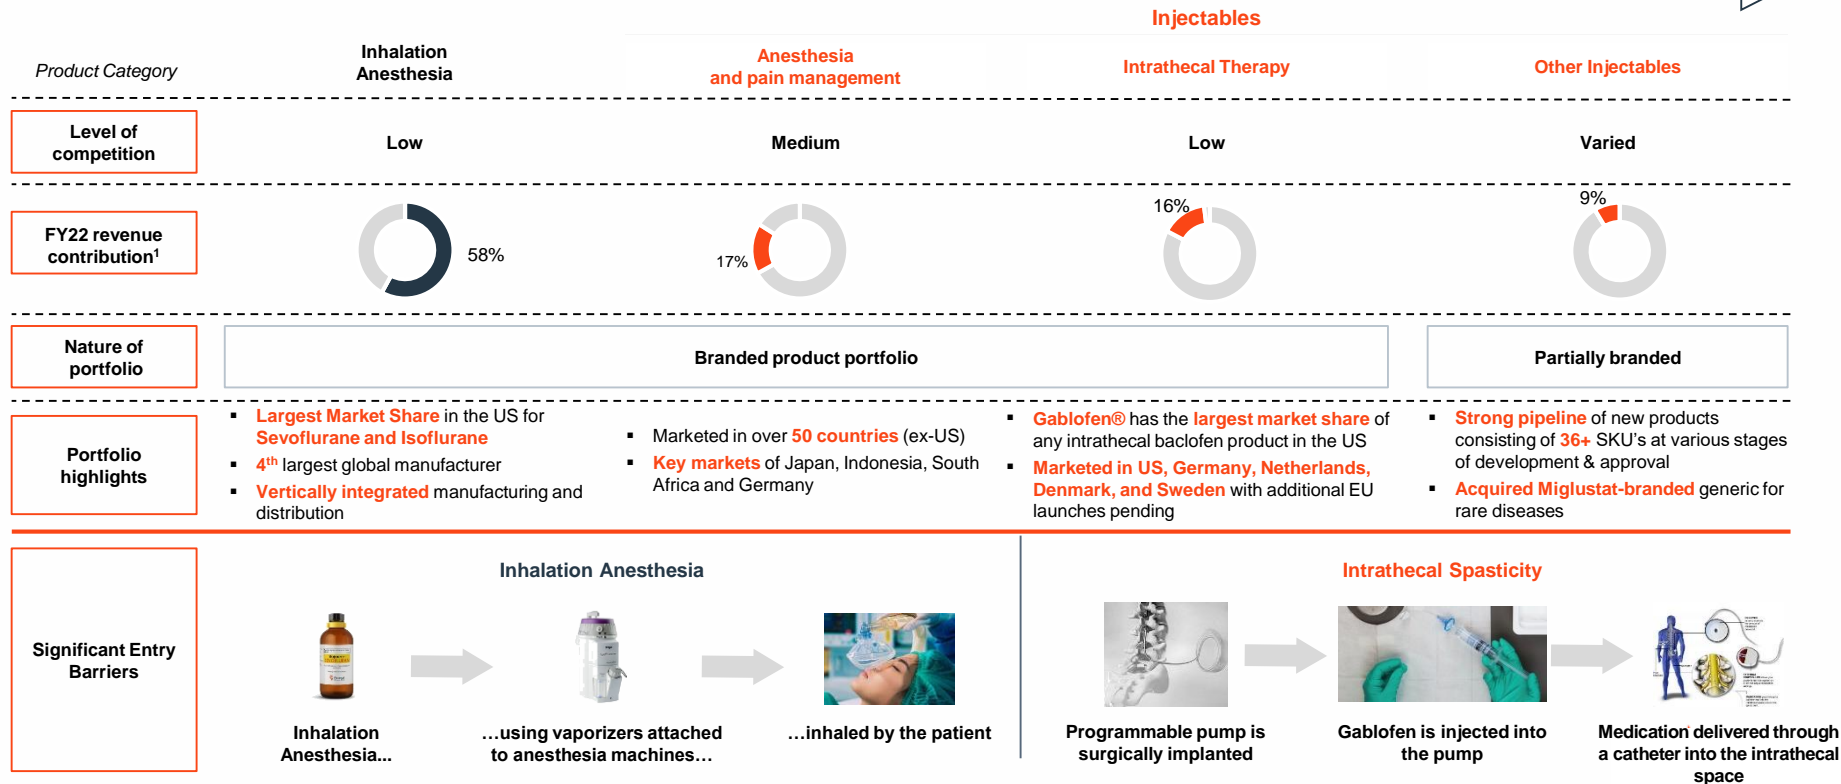 Injectables
Product Category
Inhalation
Anesthesia
Anesthesia
and pain management
Intrathecal Therapy
Other Injectables
Level of
competition
Low
Medium
Low
Varied
FY22 revenue
contribution¹
58%
17%
16%
9%
Nature of
portfolio
Branded product portfolio
Partially branded
Portfolio
highlights
▪ Largest Market Share in the US for
Sevoflurane and Isoflurane
▪ 4th largest global manufacturer
▪ Vertically integrated manufacturing and
distribution
▪ Marketed in over 50 countries (ex-US)
▪ Key markets of Japan, Indonesia, South
Africa and Germany
▪ Gablofen® has the largest market share of
any intrathecal baclofen product in the US
▪ Marketed in US, Germany, Netherlands,
Denmark, and Sweden with additional EU
launches pending
▪ Strong pipeline of new products
consisting of 36+ SKU's at various stages
of development & approval
▪ Acquired Miglustat-branded generic for
rare diseases
Significant Entry
Barriers
Inhalation Anesthesia
Inhalation
Anesthesia...
…using vaporizers attached
to anesthesia machines…
…inhaled by the patient
Intrathecal Spasticity
Programmable pump is
surgically implanted
Gablofen is injected into
the pump
Medication delivered through
a catheter into the intrathecal
space